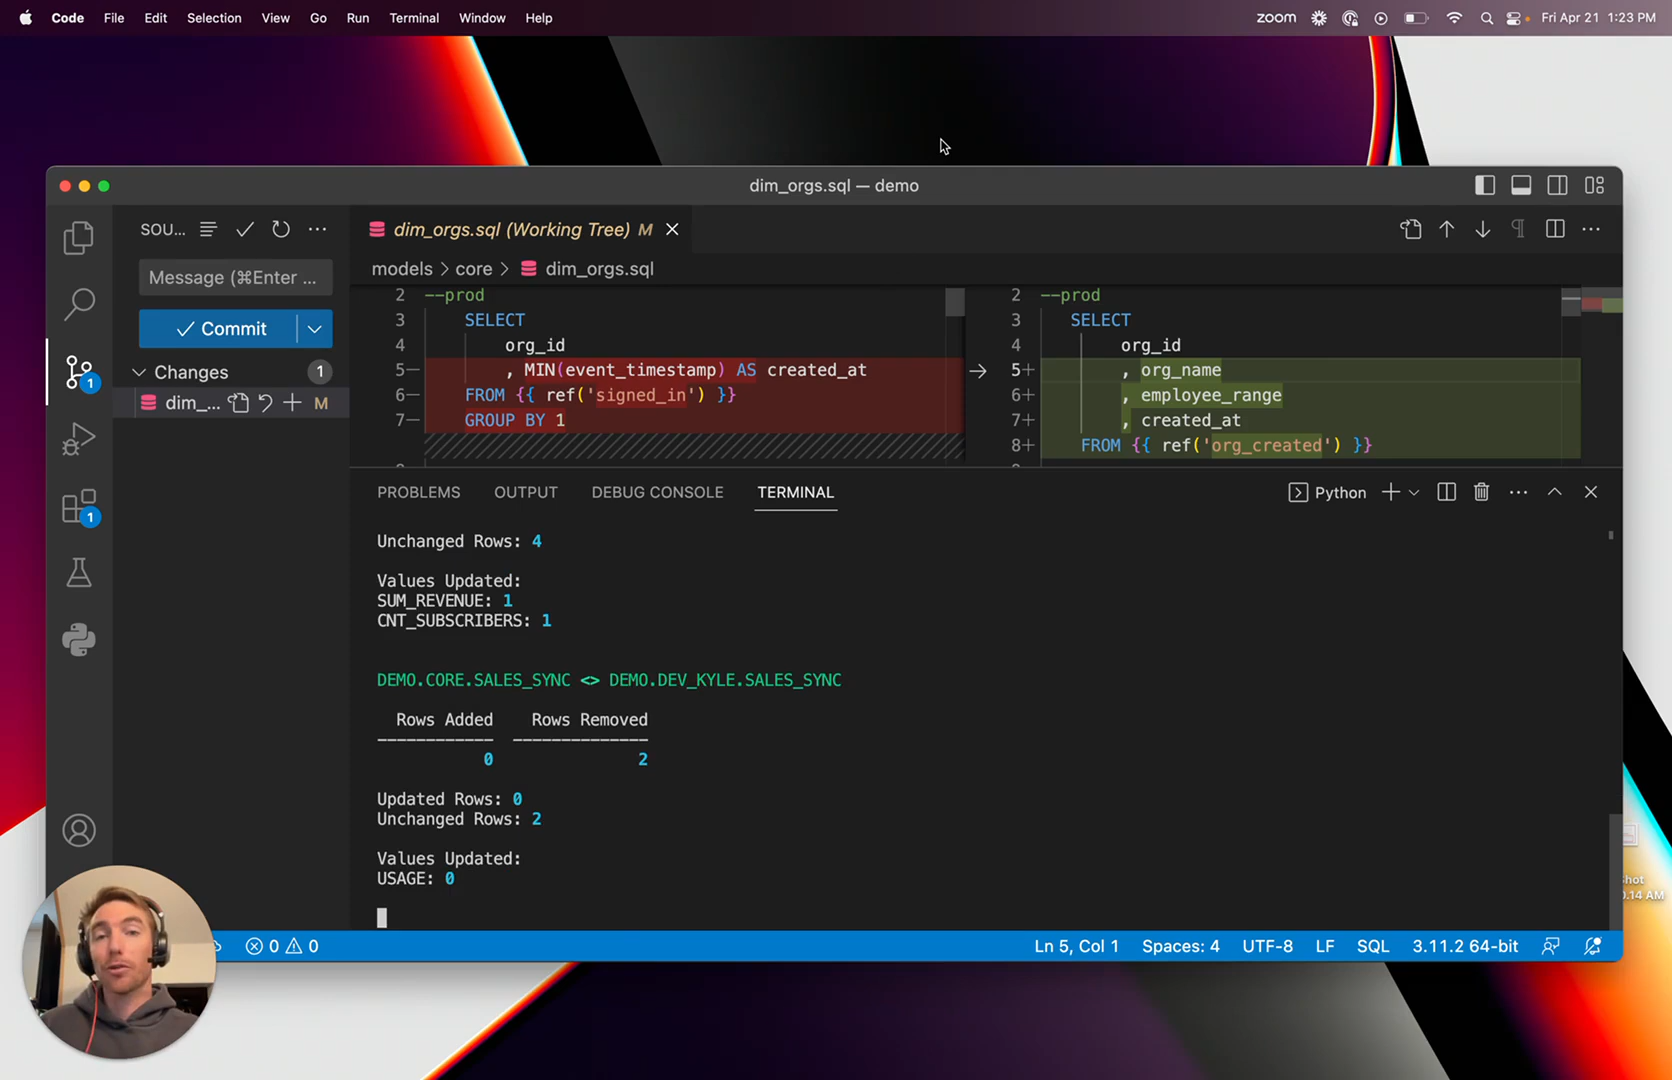 Code File Edit Selection View Go Run Terminal Window Help zoom Fri Apr 21 1:23 PM
dim_orgs.sql — demo
SOU...
dim_orgs.sql (Working Tree) M
models > core > dim_orgs.sql
Message (⌘Enter ...
Commit
Changes 1
dim_... M
1
1
2 --prod
3 SELECT
4 org_id
5— , MIN(event_timestamp) AS created_at
6— FROM {{ ref('signed_in') }}
7— GROUP BY 1
2 --prod
3 SELECT
4 org_id
5+ , org_name
6+ , employee_range
7+ , created_at
8+ FROM {{ ref('org_created') }}
PROBLEMS OUTPUT DEBUG CONSOLE TERMINAL Python
Unchanged Rows: 4
Values Updated:
SUM_REVENUE: 1
CNT_SUBSCRIBERS: 1
DEMO.CORE.SALES_SYNC <> DEMO.DEV_KYLE.SALES_SYNC
Rows Added Rows Removed
------------ --------------
0 2
Updated Rows: 0
Unchanged Rows: 2
Values Updated:
USAGE: 0
0 0 Ln 5, Col 1 Spaces: 4 UTF-8 LF SQL 3.11.2 64-bit